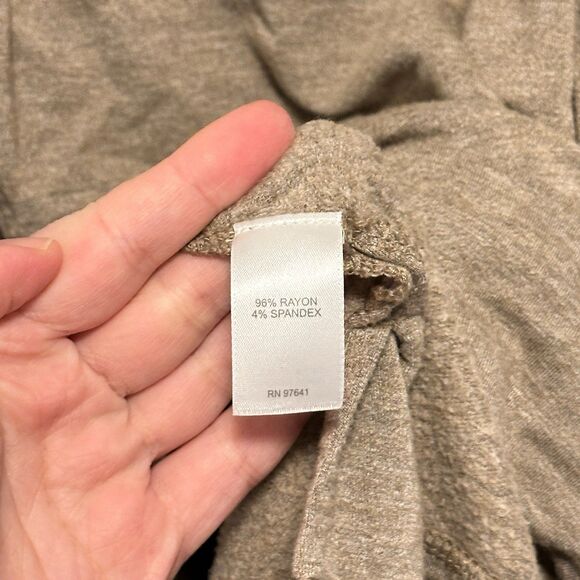 96% RAYON
4% SPANDEX
RN 97641